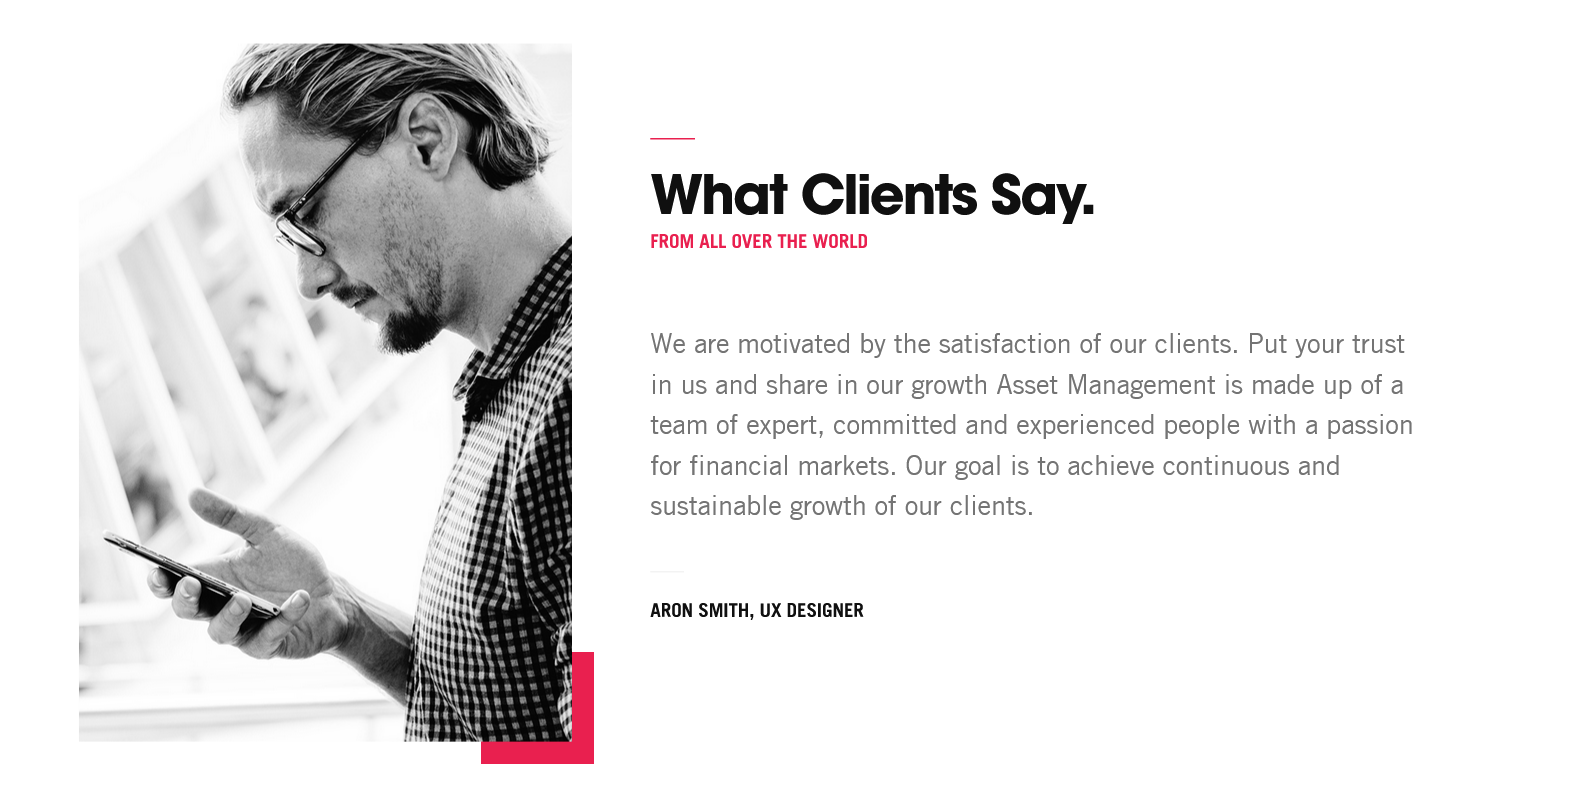 What Clients Say.
FROM ALL OVER THE WORLD
We are motivated by the satisfaction of our clients. Put your trust
in us and share in our growth Asset Management is made up of a
team of expert, committed and experienced people with a passion
for financial markets. Our goal is to achieve continuous and
sustainable growth of our clients.
ARON SMITH, UX DESIGNER